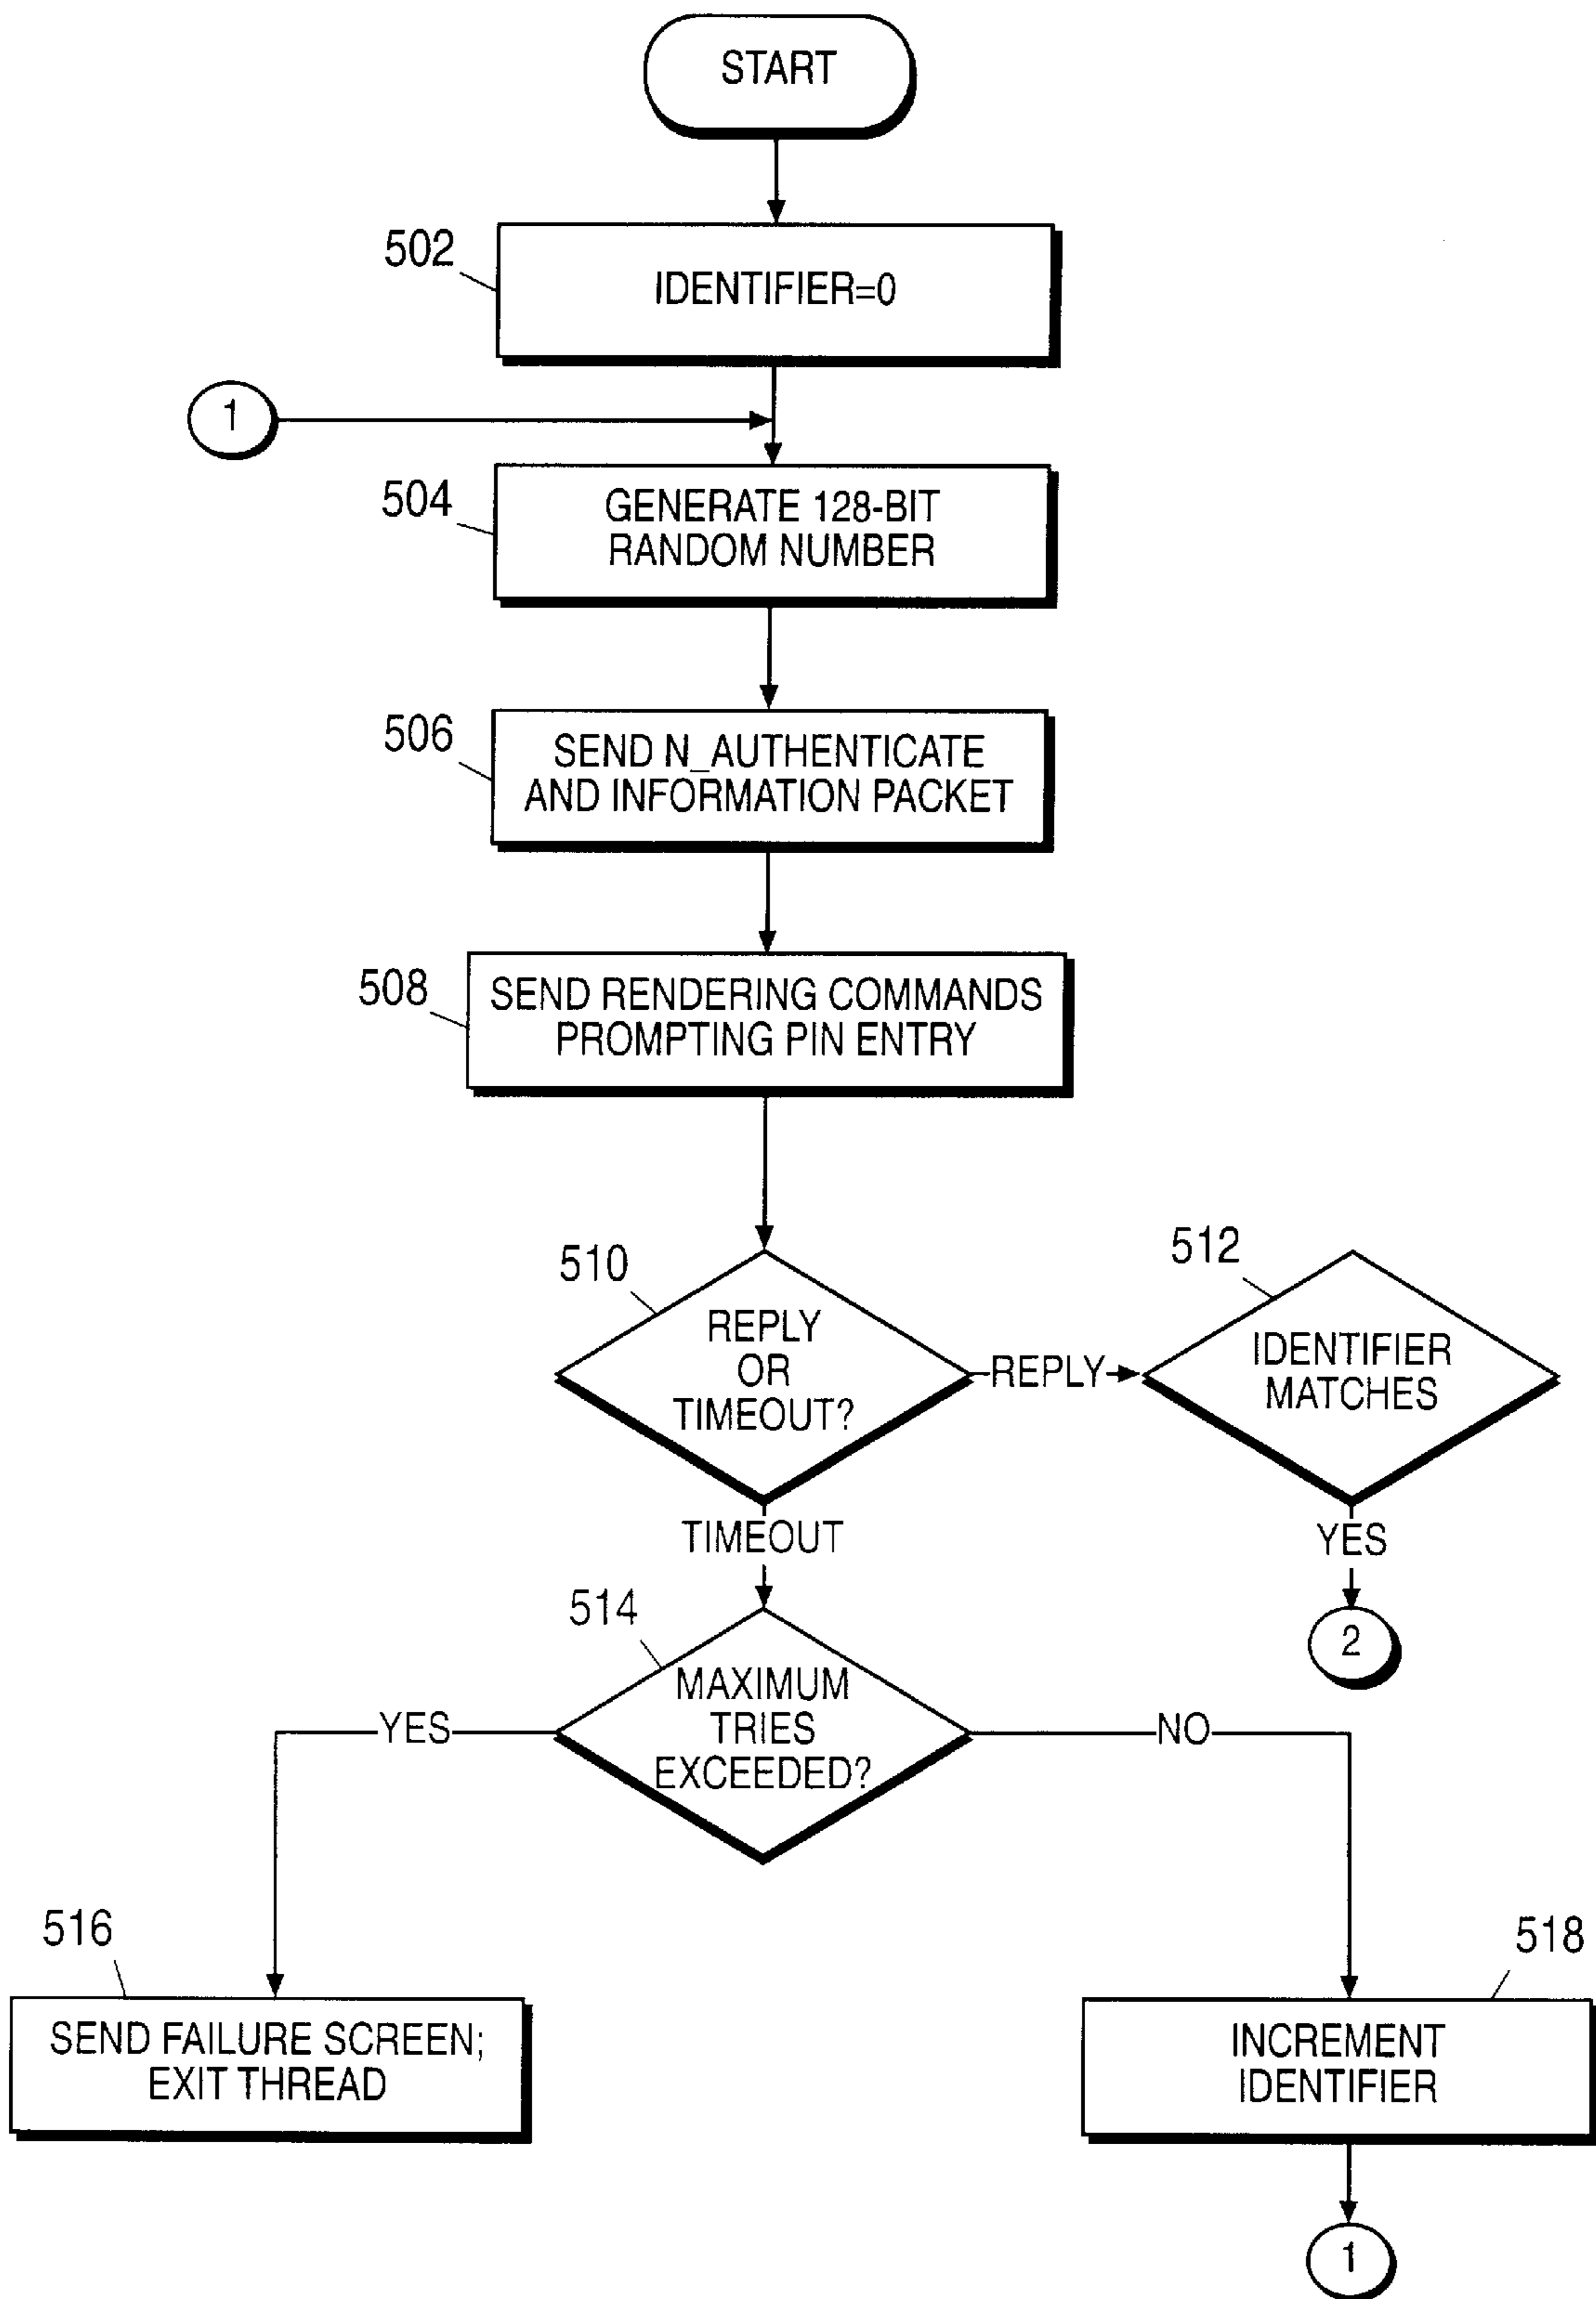 START
502
IDENTIFIER=0
1
504
GENERATE 128-BIT
RANDOM NUMBER
506
SEND N_AUTHENTICATE
AND INFORMATION PACKET
508
SEND RENDERING COMMANDS
PROMPTING PIN ENTRY
510
REPLY
OR
TIMEOUT?
REPLY
512
IDENTIFIER
MATCHES
TIMEOUT
YES
2
514
MAXIMUM
TRIES
EXCEEDED?
YES
NO
516
SEND FAILURE SCREEN;
EXIT THREAD
518
INCREMENT
IDENTIFIER
1